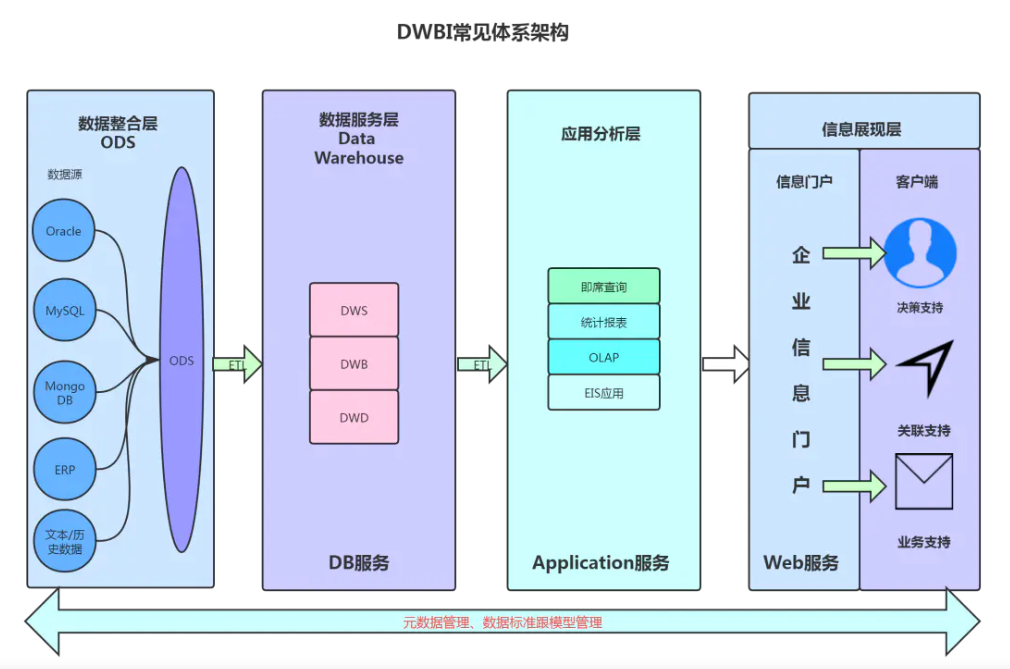 DWBI常见体系架构
数据整合层
ODS
数据源
Oracle
MySQL
Mongo
DB
ERP
文本/历
史数据
ODS
ETL
数据服务层
Data
Warehouse
DWS
DWB
DWD
DB服务
ETL
应用分析层
即席查询
统计报表
OLAP
EIS应用
Application服务
信息展现层
信息门户
企
业
信
息
门
户
Web服务
客户端
决策支持
关联支持
业务支持
元数据管理、数据标准跟模型管理